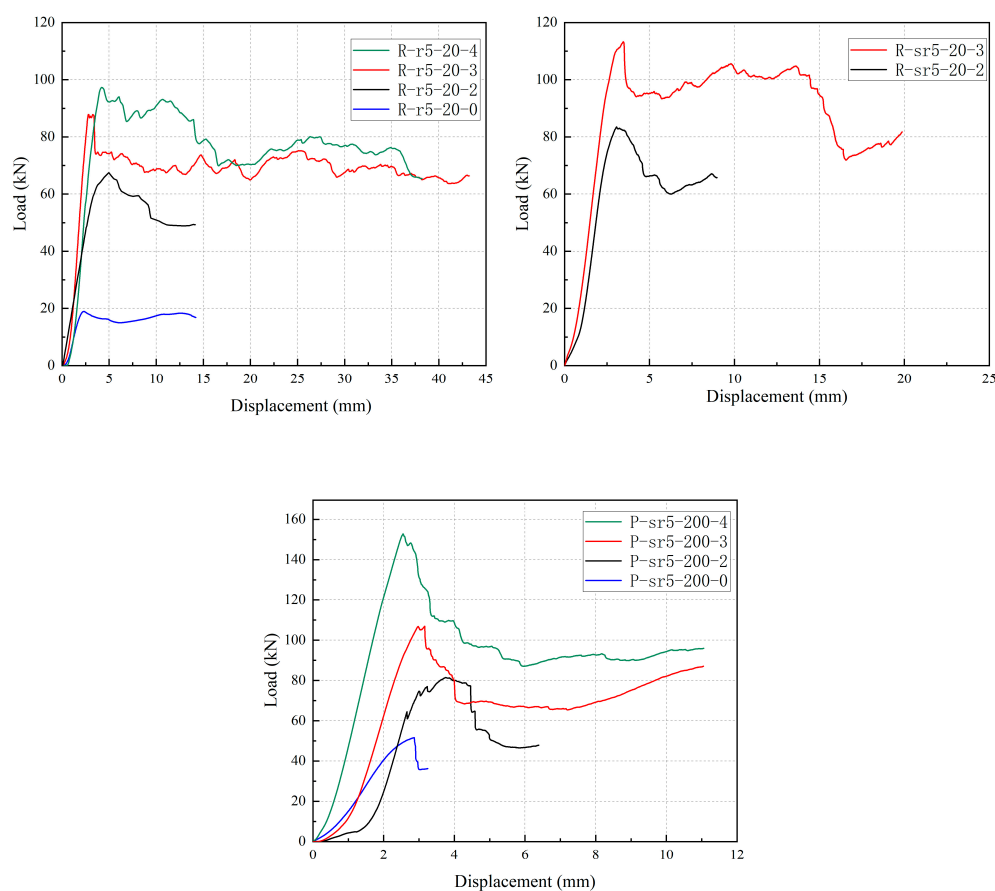 120
100
80
60
40
20
0
Load (kN)
R-r5-20-4
R-r5-20-3
R-r5-20-2
R-r5-20-0
0 5 10 15 20 25 30 35 40 45
Displacement (mm)
120
100
80
60
40
20
0
Load (kN)
R-sr5-20-3
R-sr5-20-2
0 5 10 15 20 25
Displacement (mm)
160
140
120
100
80
60
40
20
0
Load (kN)
P-sr5-200-4
P-sr5-200-3
P-sr5-200-2
P-sr5-200-0
0 2 4 6 8 10 12
Displacement (mm)